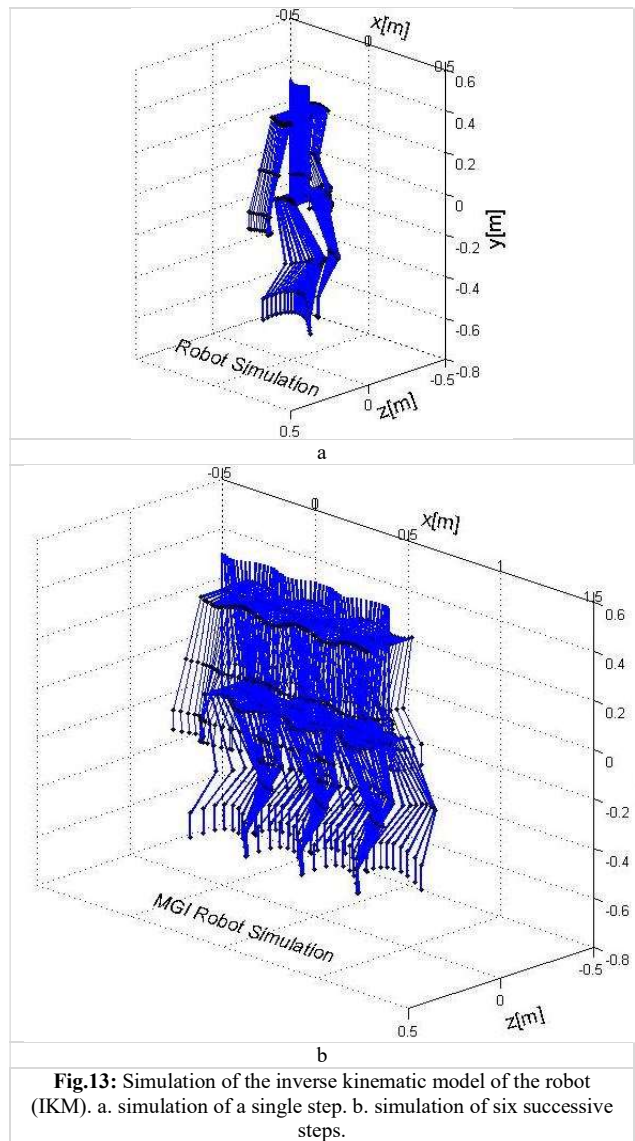 -0.5
x[m]
0
0.5
0.6
0.4
0.2
0
-0.2
-0.4
-0.6
-0.8
y[m]
Robot Simulation
z[m]
-0.5
0
0.5
a
-0.5
0
x[m]
0.5
1
1.5
0.6
0.4
0.2
0
-0.2
-0.4
-0.6
-0.8
MGI Robot Simulation
z[m]
-0.5
0
0.5
b
Fig.13: Simulation of the inverse kinematic model of the robot
(IKM). a. simulation of a single step. b. simulation of six successive
steps.